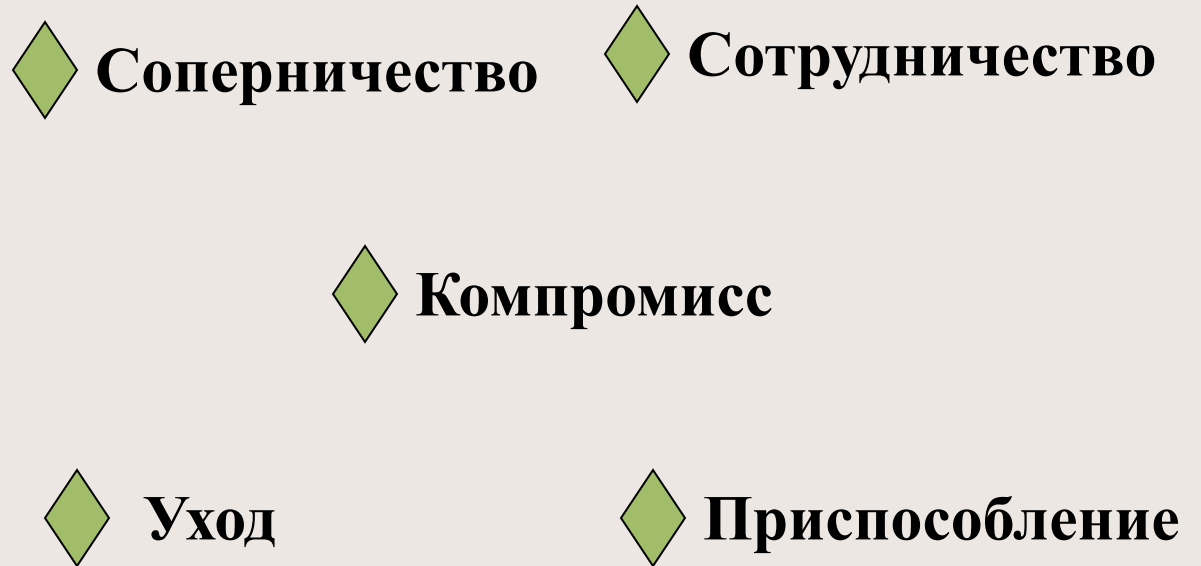 Соперничество
Сотрудничество
Компромисс
Уход
Приспособление